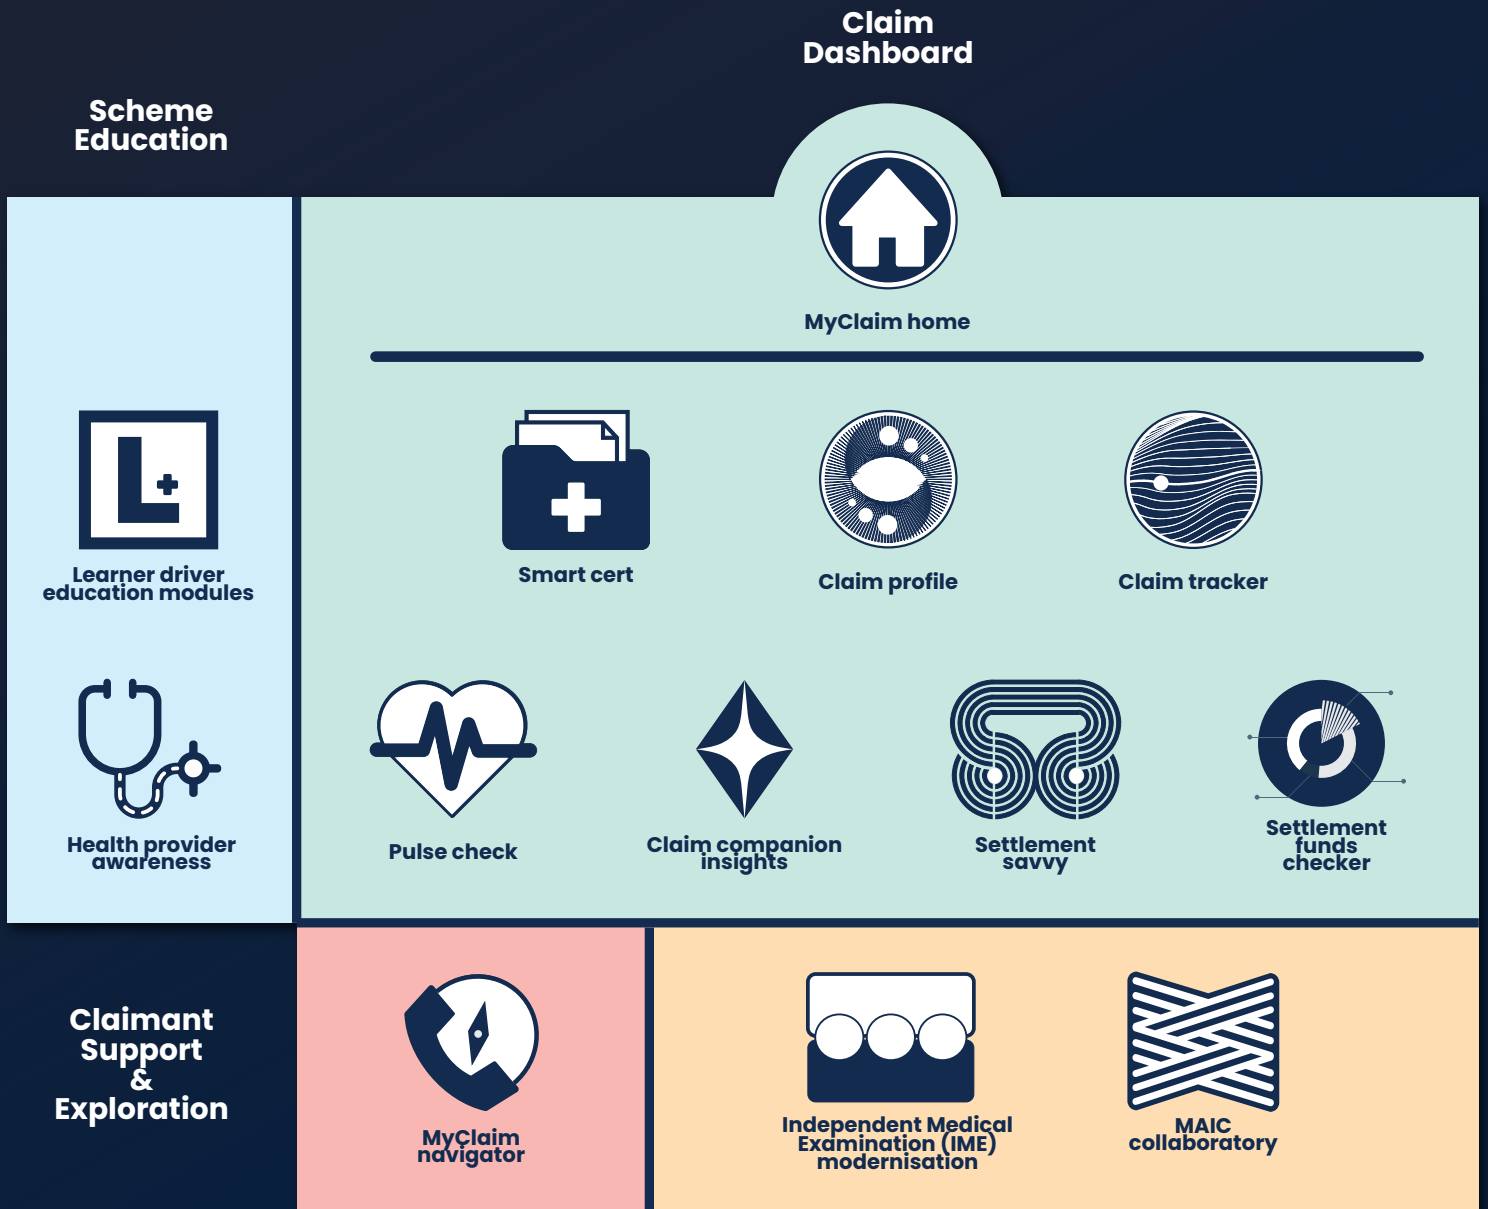 Claim
Dashboard
Scheme
Education
MyClaim home
Learner driver
education modules
Smart cert
Claim profile
Claim tracker
Health provider
awareness
Pulse check
Claim companion
insights
Settlement
savvy
Settlement
funds
checker
Claimant
Support
&
Exploration
MyClaim
navigator
Independent Medical
Examination (IME)
modernisation
MAIC
collaboratory